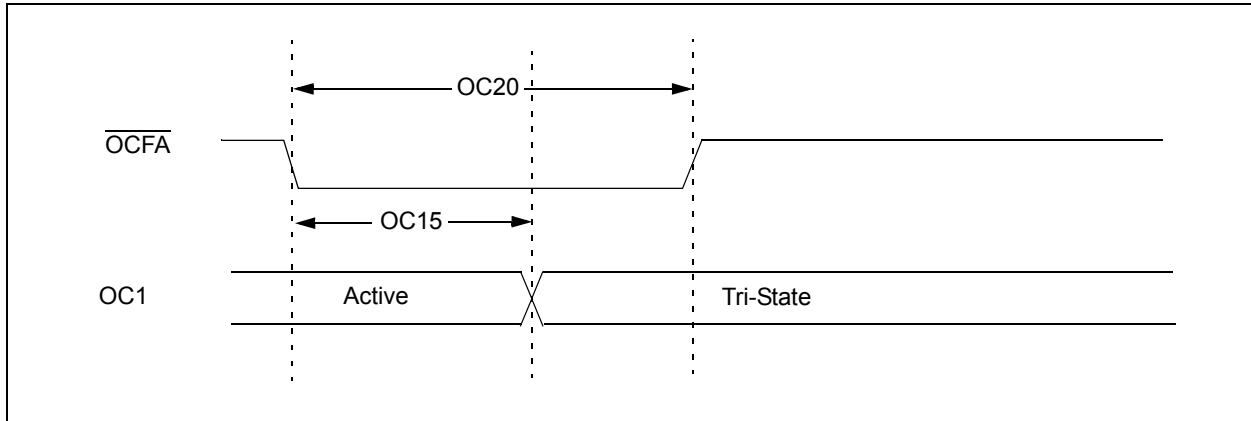 OC20
OCFA
OC15
OC1
Active
Tri-State